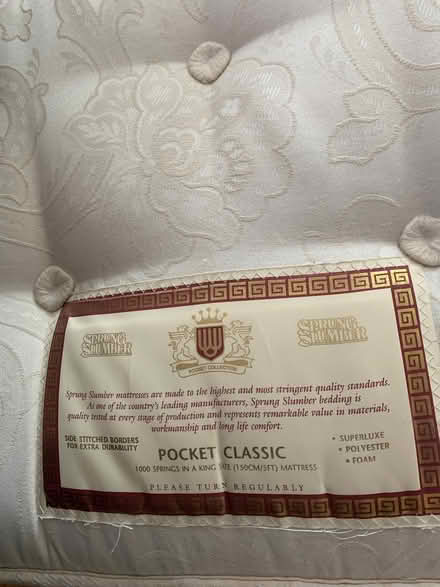 SPRUNG SLUMBER
SPRUNG SLUMBER
POCKET COLLECTION
Sprung Slumber mattresses are made to the highest and most stringent quality standards.
As one of the country's leading manufacturers, Sprung Slumber bedding is
quality tested at every stage of production and represents remarkable value in materials,
workmanship and long life comfort.
SIDE STITCHED BORDERS
FOR EXTRA DURABILITY
POCKET CLASSIC
1000 SPRINGS IN A KING SIZE (150CM/5FT) MATTRESS
• SUPERLUXE
• POLYESTER
• FOAM
PLEASE TURN REGULARLY